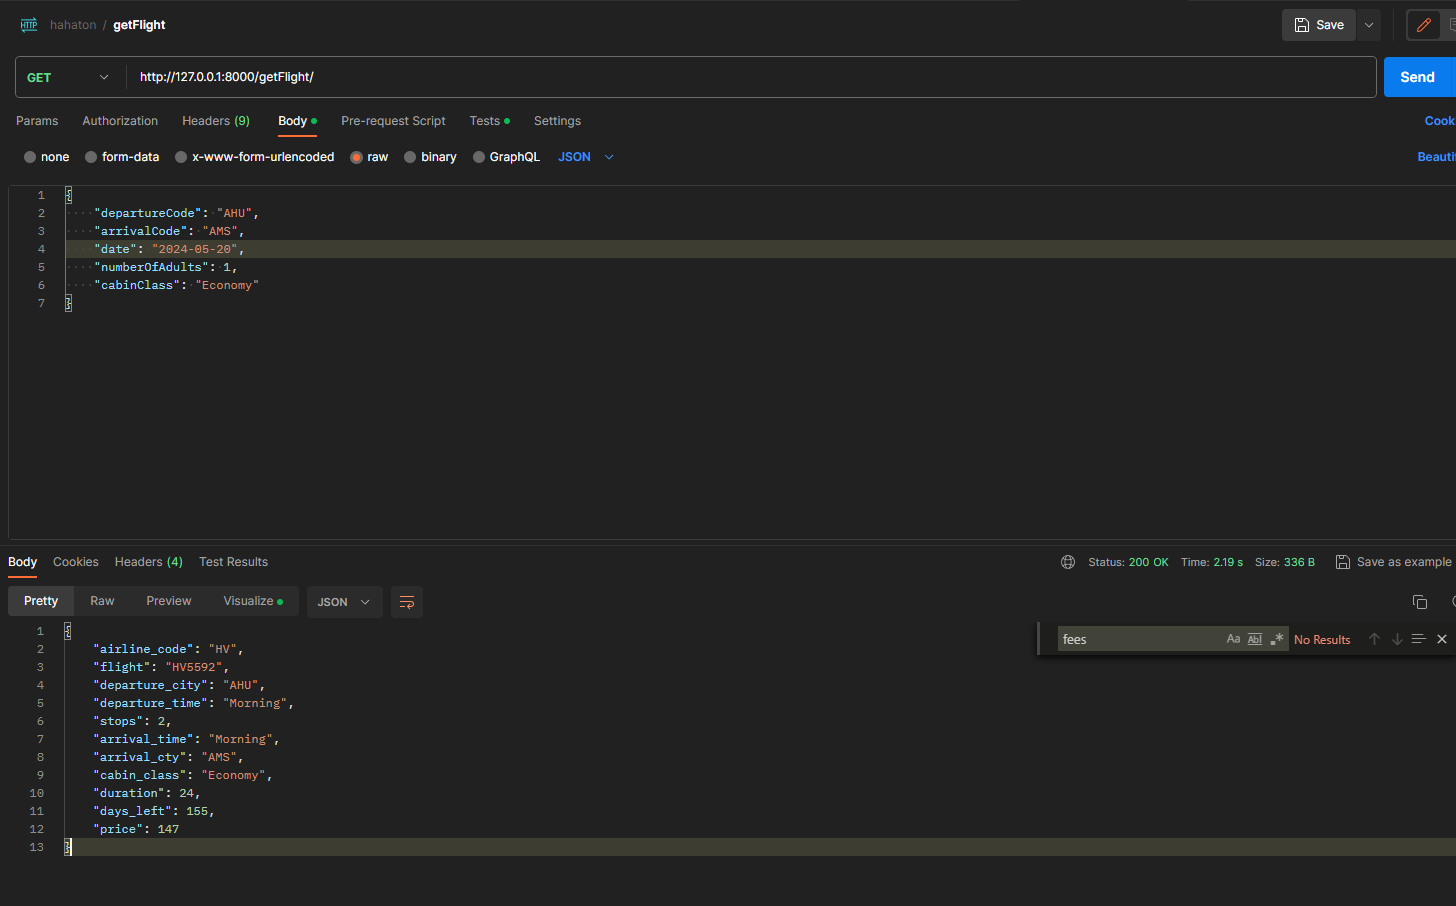 HTTP hahaton / getFlight
Save
GET http://127.0.0.1:8000/getFlight/
Send
Params Authorization Headers (9) Body Pre-request Script Tests Settings
Cook
none form-data x-www-form-urlencoded raw binary GraphQL JSON
Beauti
1 {
2 ····"departureCode":·"AHU",
3 ····"arrivalCode":·"AMS",
4 ····"date":·"2024-05-20",
5 ····"numberOfAdults":·1,
6 ····"cabinClass":·"Economy"
7 }
Body Cookies Headers (4) Test Results
Status: 200 OK Time: 2.19 s Size: 336 B Save as example
Pretty Raw Preview Visualize JSON
fees Aa Abl .* No Results
1 {
2 "airline_code": "HV",
3 "flight": "HV5592",
4 "departure_city": "AHU",
5 "departure_time": "Morning",
6 "stops": 2,
7 "arrival_time": "Morning",
8 "arrival_cty": "AMS",
9 "cabin_class": "Economy",
10 "duration": 24,
11 "days_left": 155,
12 "price": 147
13 }